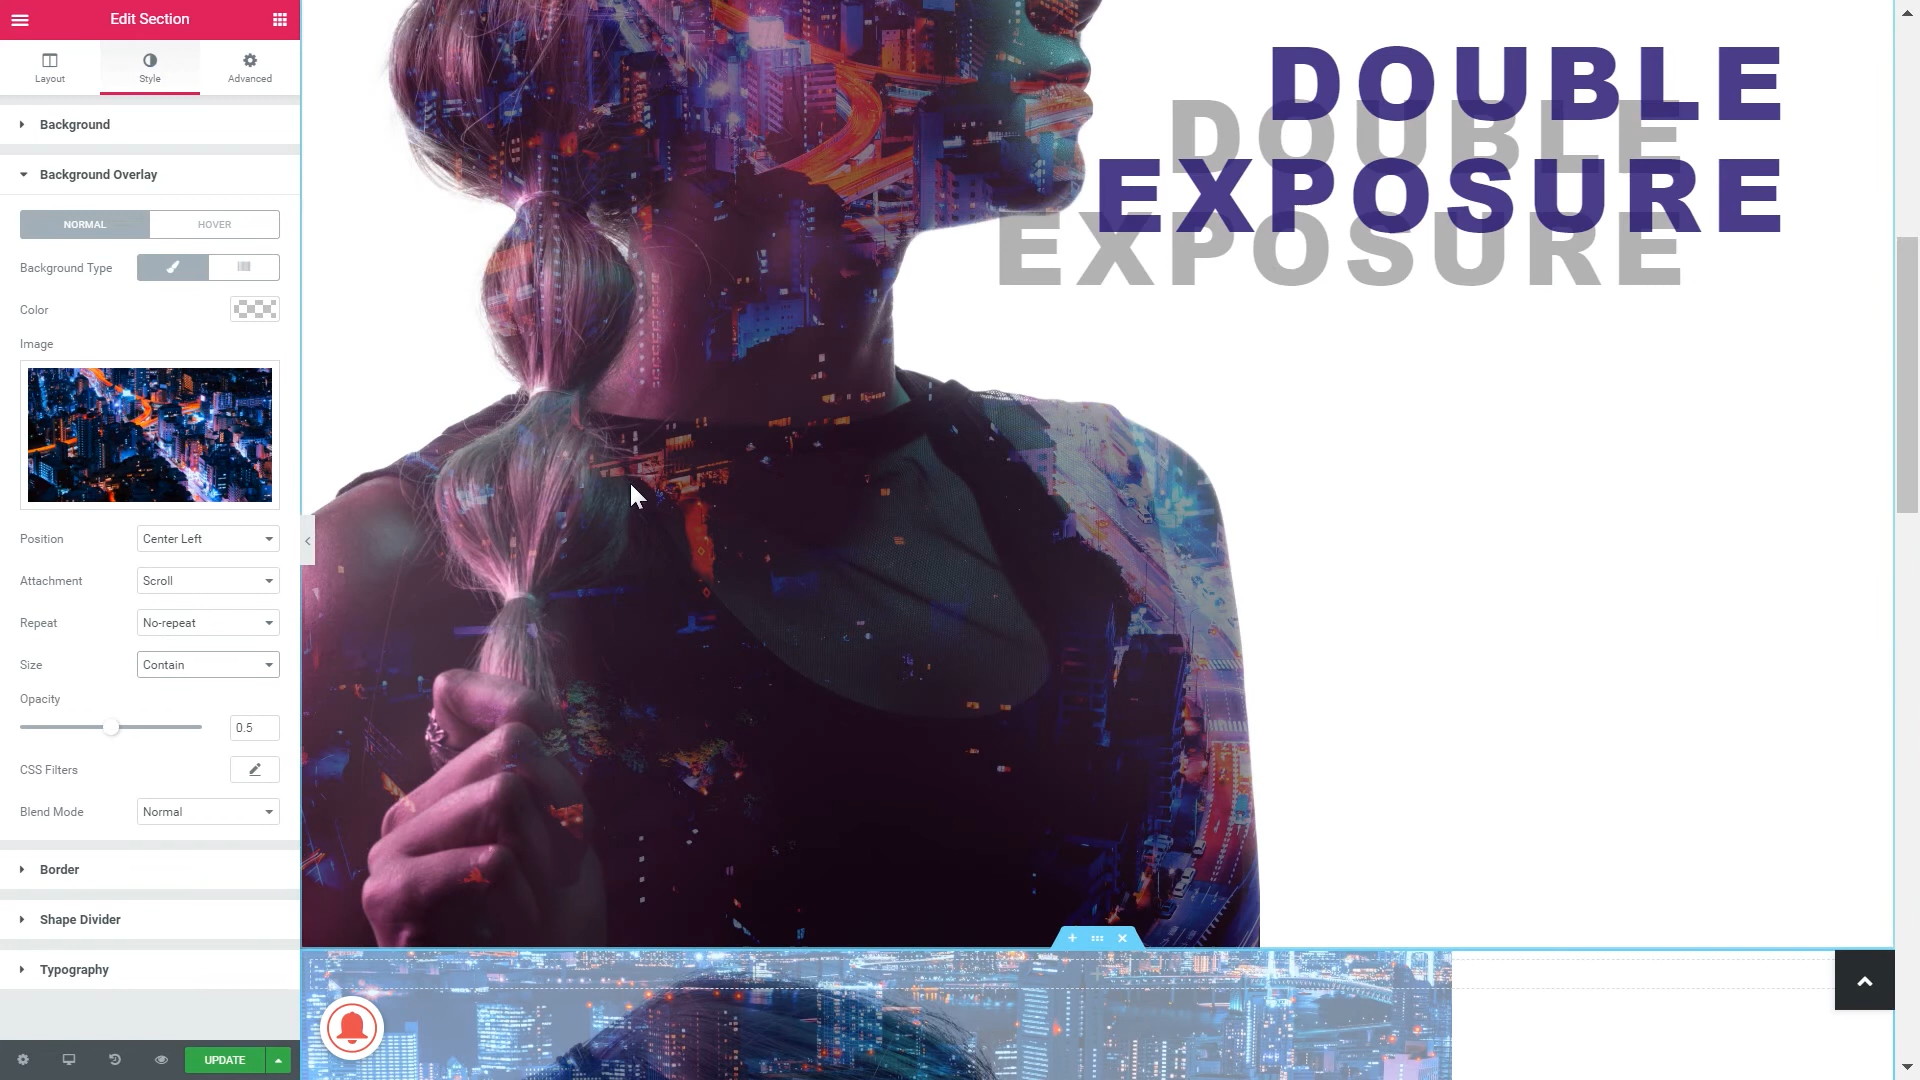 Edit Section
Layout
Style
Advanced
Background
Background Overlay
NORMAL
HOVER
Background Type
Color
Image
Position
Center Left
Attachment
Scroll
Repeat
No-repeat
Size
Contain
Opacity
0.5
CSS Filters
Blend Mode
Normal
Border
Shape Divider
Typography
UPDATE
DOUBLE
DOUBLE
EXPOSURE
EXPOSURE